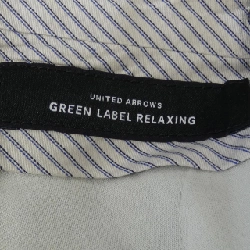 UNITED ARROWS
GREEN LABEL RELAXING